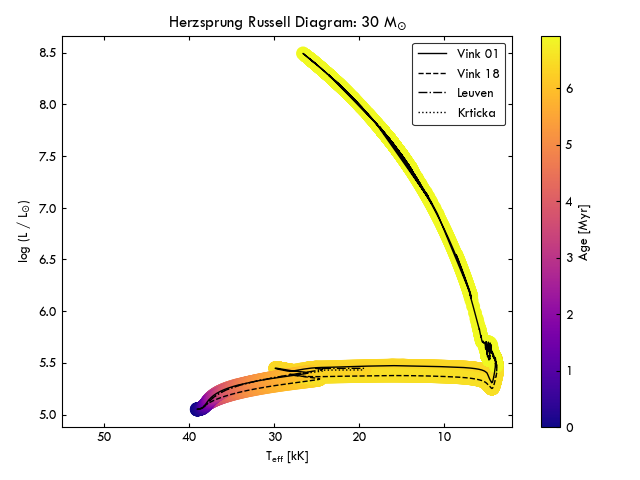 Herzsprung Russell Diagram: 30 M⊙
Vink 01
Vink 18
Leuven
Krticka
8.5
8.0
7.5
7.0
6.5
6.0
5.5
5.0
log (L / L⊙)
50 40 30 20 10
T_eff [kK]
6
5
4
3
2
1
0
Age [Myr]